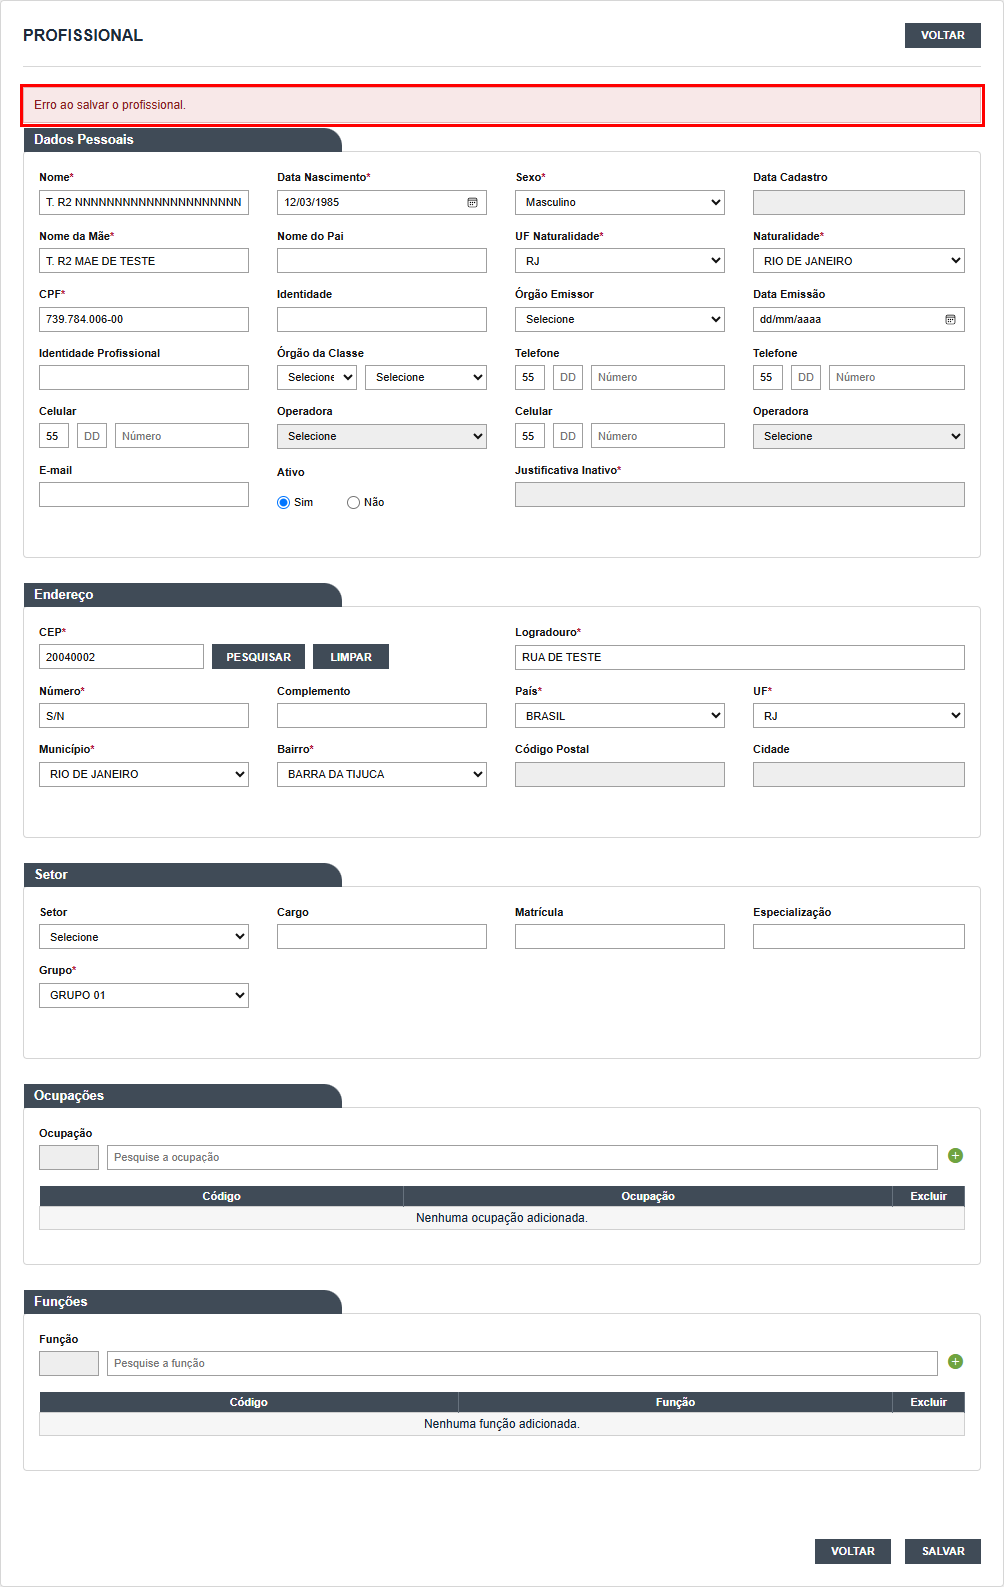 PROFISSIONAL
VOLTAR
Erro ao salvar o profissional.
Dados Pessoais
Nome* Data Nascimento* Sexo* Data Cadastro
T. R2 NNNNNNNNNNNNNNNNNNNNN 12/03/1985 Masculino
Nome da Mãe* Nome do Pai UF Naturalidade* Naturalidade*
T. R2 MAE DE TESTE RJ RIO DE JANEIRO
CPF* Identidade Órgão Emissor Data Emissão
739.784.006-00 Selecione dd/mm/aaaa
Identidade Profissional Órgão da Classe Telefone Telefone
Selecione Selecione 55 DD Número 55 DD Número
Celular Operadora Celular Operadora
55 DD Número Selecione 55 DD Número Selecione
E-mail Ativo Justificativa Inativo*
Sim Não
Endereço
CEP* Logradouro*
20040002 PESQUISAR LIMPAR RUA DE TESTE
Número* Complemento País* UF*
S/N BRASIL RJ
Município* Bairro* Código Postal Cidade
RIO DE JANEIRO BARRA DA TIJUCA
Setor
Setor Cargo Matrícula Especialização
Selecione
Grupo*
GRUPO 01
Ocupações
Ocupação
Pesquise a ocupação
Código Ocupação Excluir
Nenhuma ocupação adicionada.
Funções
Função
Pesquise a função
Código Função Excluir
Nenhuma função adicionada.
VOLTAR SALVAR